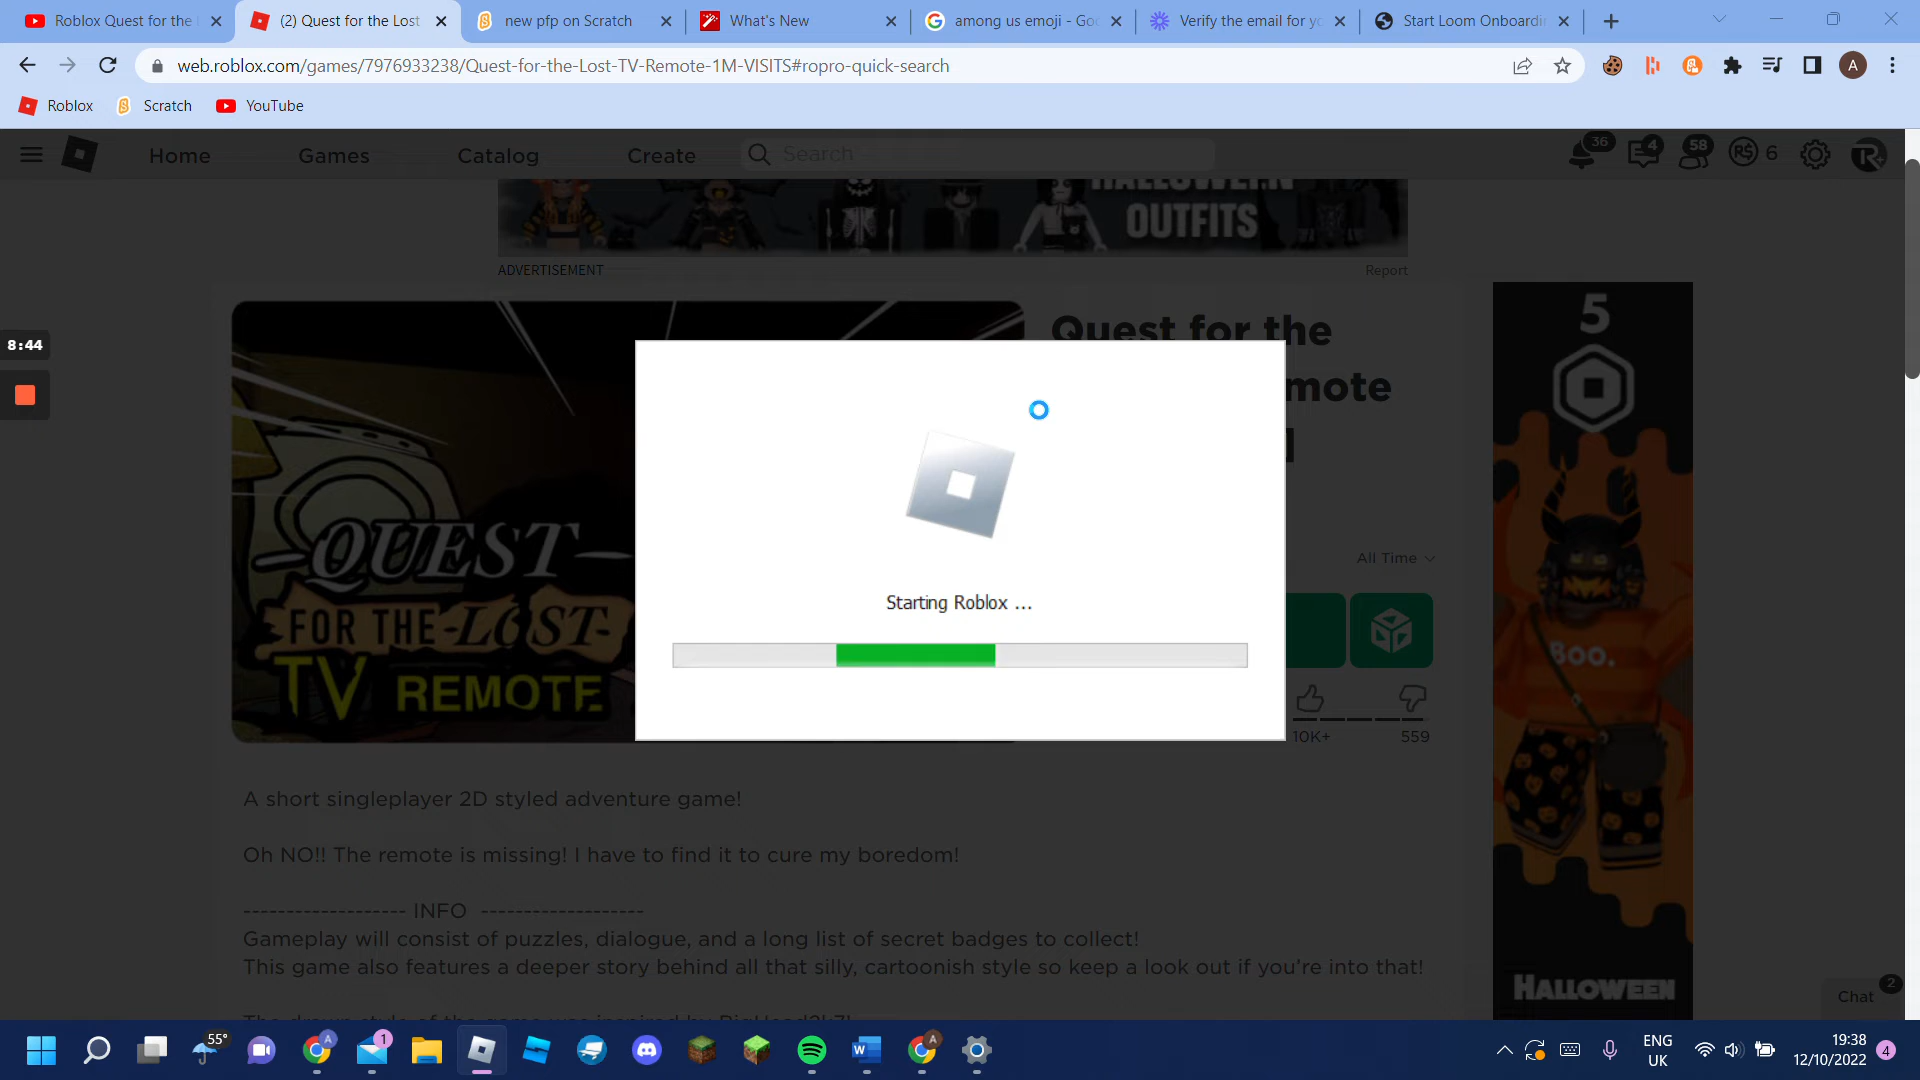 Roblox Quest for the
(2) Quest for the Lost
new pfp on Scratch
What's New
among us emoji - Goo
Verify the email for yo
Start Loom Onboardin
web.roblox.com/games/7976933238/Quest-for-the-Lost-TV-Remote-1M-VISITS#ropro-quick-search
A
Roblox
Scratch
YouTube
Home
Games
Catalog
Create
Search
36
4
58
6
OUTFITS
ADVERTISEMENT
Report
5
8:44
Quest for the
mote
Starting Roblox ...
All Time
QUEST
FOR THE LOST
TV REMOTE
BOO.
10K+
559
A short singleplayer 2D styled adventure game!
Oh NO!! The remote is missing! I have to find it to cure my boredom!
------------------- INFO -------------------
Gameplay will consist of puzzles, dialogue, and a long list of secret badges to collect!
This game also features a deeper story behind all that silly, cartoonish style so keep a look out if you're into that!
HALLOWEEN
Chat
2
55°
A
1
A
ENG
UK
19:38
12/10/2022
4